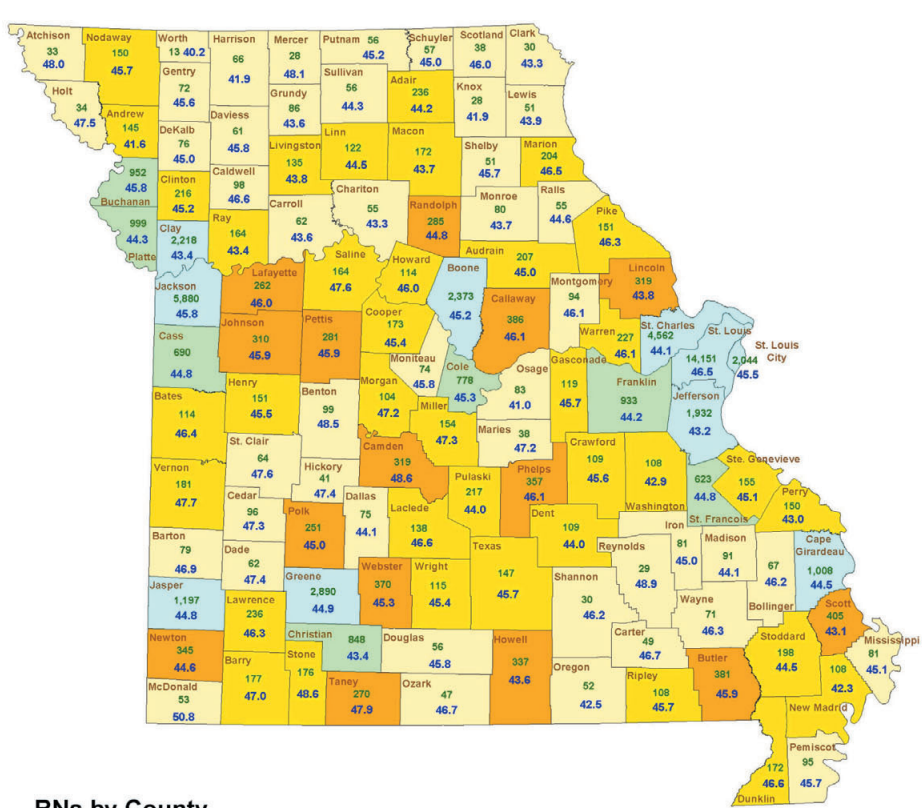 Atchison
33
48.0
Nodaway
150
45.7
Worth
13 40.2
Harrison
66
41.9
Mercer
28
48.1
Putnam 56
45.2
Schuyler
57
45.0
Scotland
38
46.0
Clark
30
43.3
Holt
34
47.5
Andrew
145
41.6
Gentry
72
45.6
DeKalb
76
45.0
Daviess
61
45.8
Grundy
86
43.6
Sullivan
56
44.3
Adair
236
44.2
Knox
28
41.9
Lewis
51
43.9
Livingston
135
43.8
Linn
122
44.5
Macon
172
43.7
Shelby
51
45.7
Marion
204
46.5
952
45.8
Buchanan
Clinton
216
45.2
Caldwell
98
46.6
Carroll
62
43.6
Chariton
55
43.3
Randolph
285
44.8
Monroe
80
43.7
Ralls
55
44.6
Pike
151
46.3
999
44.3
Platte
Clay
2,218
43.4
Ray
164
43.4
Saline
164
47.6
Howard
114
46.0
Boone
2,373
45.2
Audrain
207
45.0
Jackson
5,880
45.8
Lafayette
262
46.0
Johnson
310
45.9
Pettis
281
45.9
Cooper
173
45.4
Callaway
386
46.1
Montgomery
94
46.1
Lincoln
319
43.8
Warren
227
46.1
St. Charles
4,562
44.1
St. Louis
14,151
46.5
St. Louis
City
2,044
45.5
Cass
690
44.8
Moniteau
74
45.8
Cole
778
45.3
Osage
83
41.0
Gasconade
119
45.7
Franklin
933
44.2
Jefferson
1,932
43.2
Bates
114
46.4
Henry
151
45.5
Benton
99
48.5
Morgan
104
47.2
Miller
154
47.3
Maries
38
47.2
St. Clair
64
47.6
Hickory
41
47.4
Camden
319
48.6
Pulaski
217
44.0
Phelps
357
46.1
Crawford
109
45.6
108
42.9
Washington
623
44.8
St. Francois
Ste. Genevieve
155
45.1
Perry
150
43.0
Vernon
181
47.7
Cedar
96
47.3
Polk
251
45.0
Dallas
75
44.1
Laclede
138
46.6
Dent
109
44.0
Iron
81
45.0
Madison
91
44.1
67
46.2
Bollinger
Cape
Girardeau
1,008
44.5
Barton
79
46.9
Dade
62
47.4
Greene
2,890
44.9
Webster
370
45.3
Wright
115
45.4
Texas
147
45.7
Reynolds
29
48.9
Shannon
30
46.2
Wayne
71
46.3
Jasper
1,197
44.8
Lawrence
236
46.3
Christian
848
43.4
Douglas
56
45.8
Howell
337
43.6
Carter
49
46.7
Stoddard
198
44.5
Scott
405
43.1
Mississippi
81
45.1
Newton
345
44.6
Barry
177
47.0
Stone
176
48.6
Taney
270
47.9
Ozark
47
46.7
Oregon
52
42.5
Ripley
108
45.7
Butler
381
45.9
108
42.3
New Madrid
McDonald
53
50.8
172
46.6
Dunklin
Pemiscot
95
45.7
RNs by County